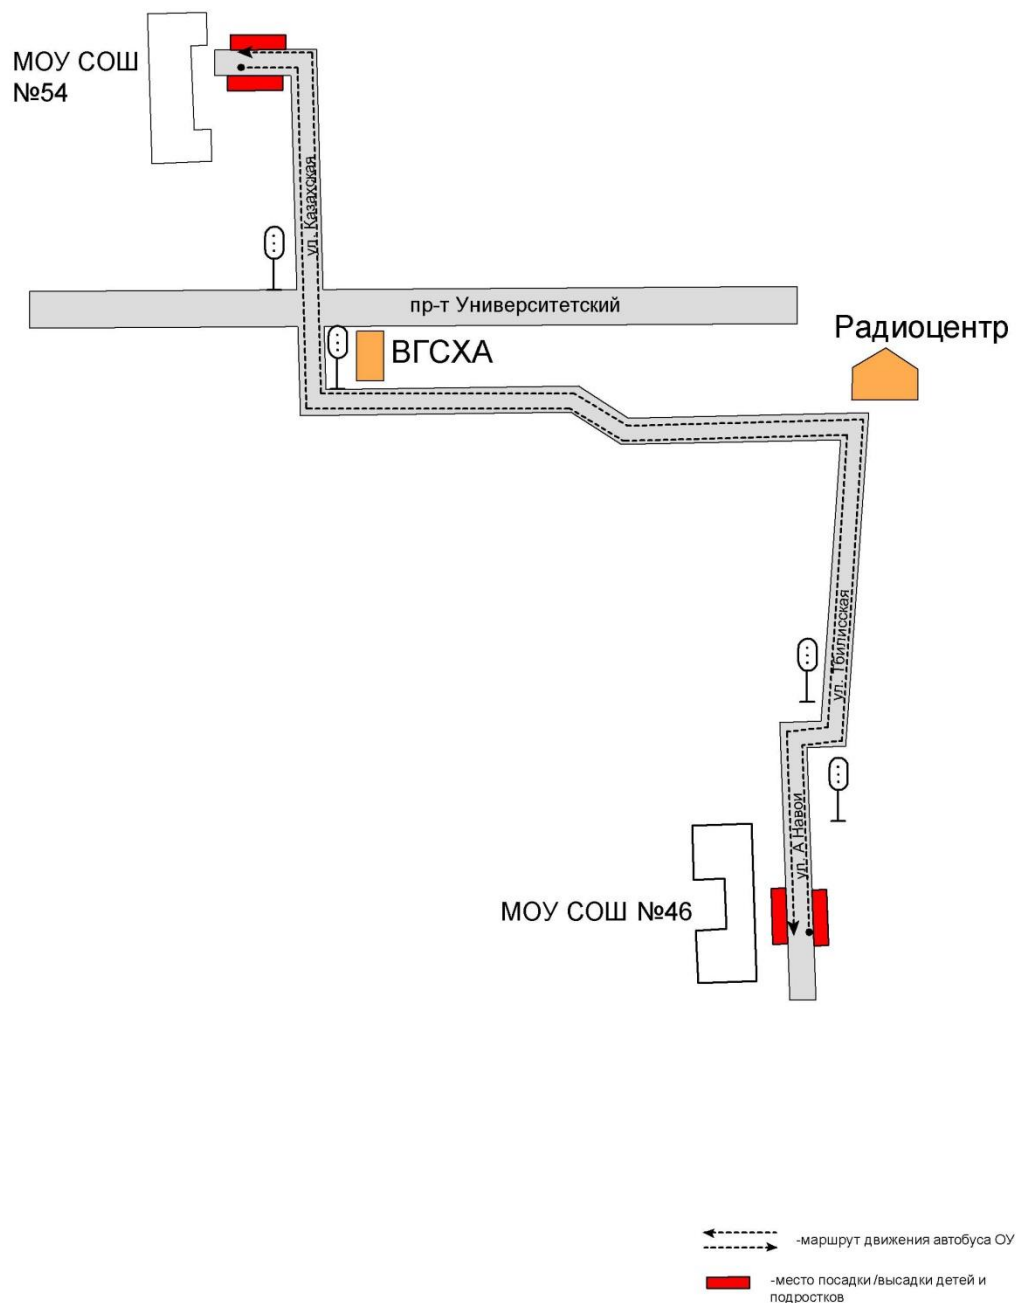 МОУ СОШ
№54
ул. Казахская
пр-т Университетский
ВГСХА
Радиоцентр
ул. Тбилисская
ул. А Навои
МОУ СОШ №46
-маршрут движения автобуса ОУ
-место посадки/высадки детей и
подростков